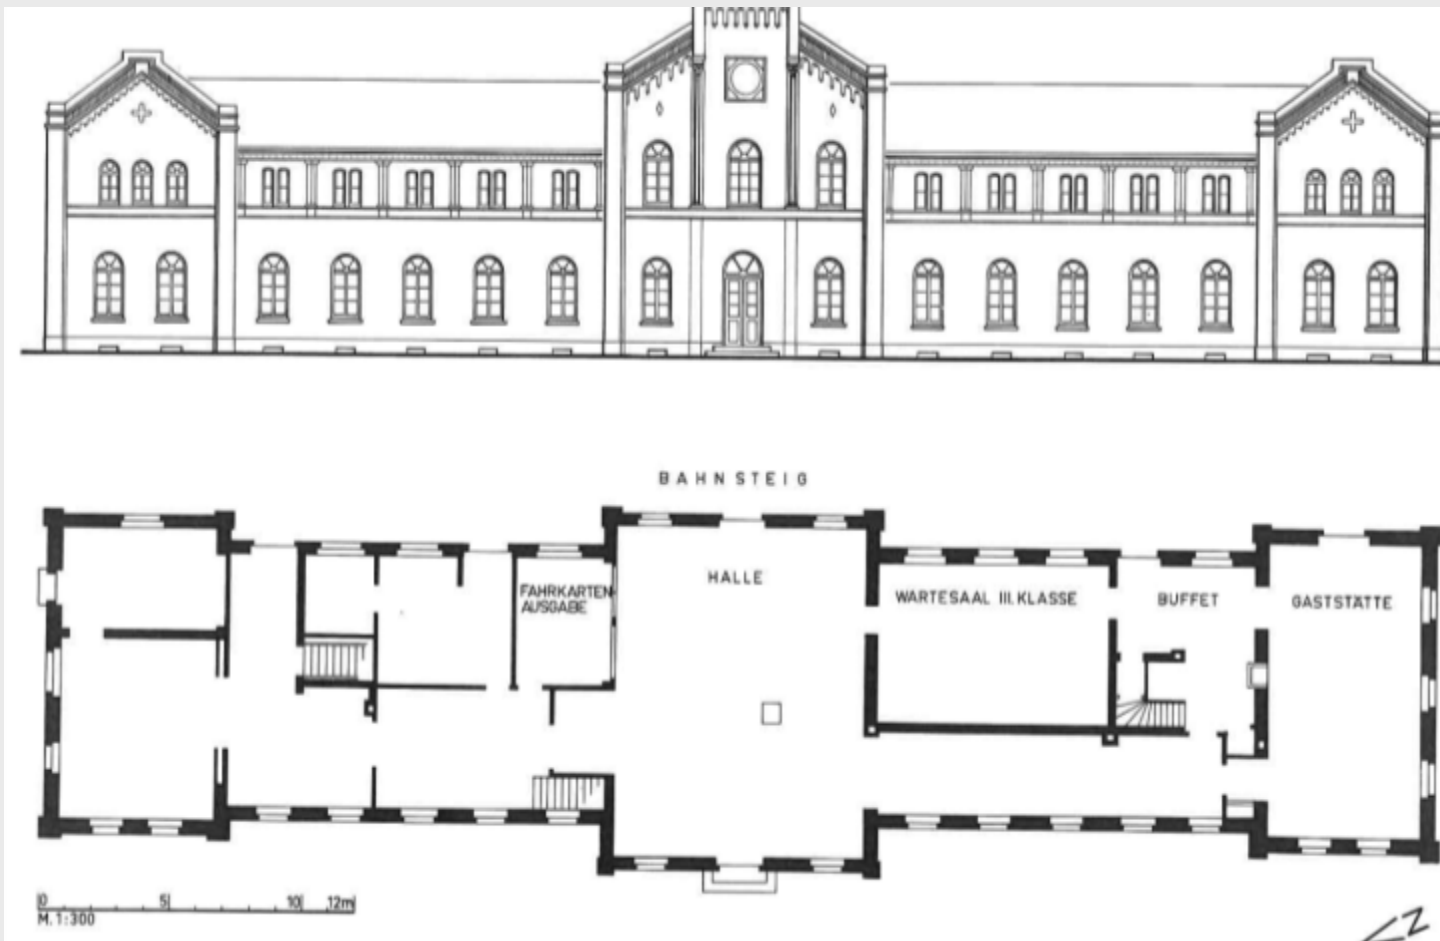 BAHNSTEIG
HALLE
FAHRKARTEN-
AUSGABE
WARTESAAL III. KLASSE
BUFFET
GASTSTÄTTE
0 5 10 12m
M. 1:300
N